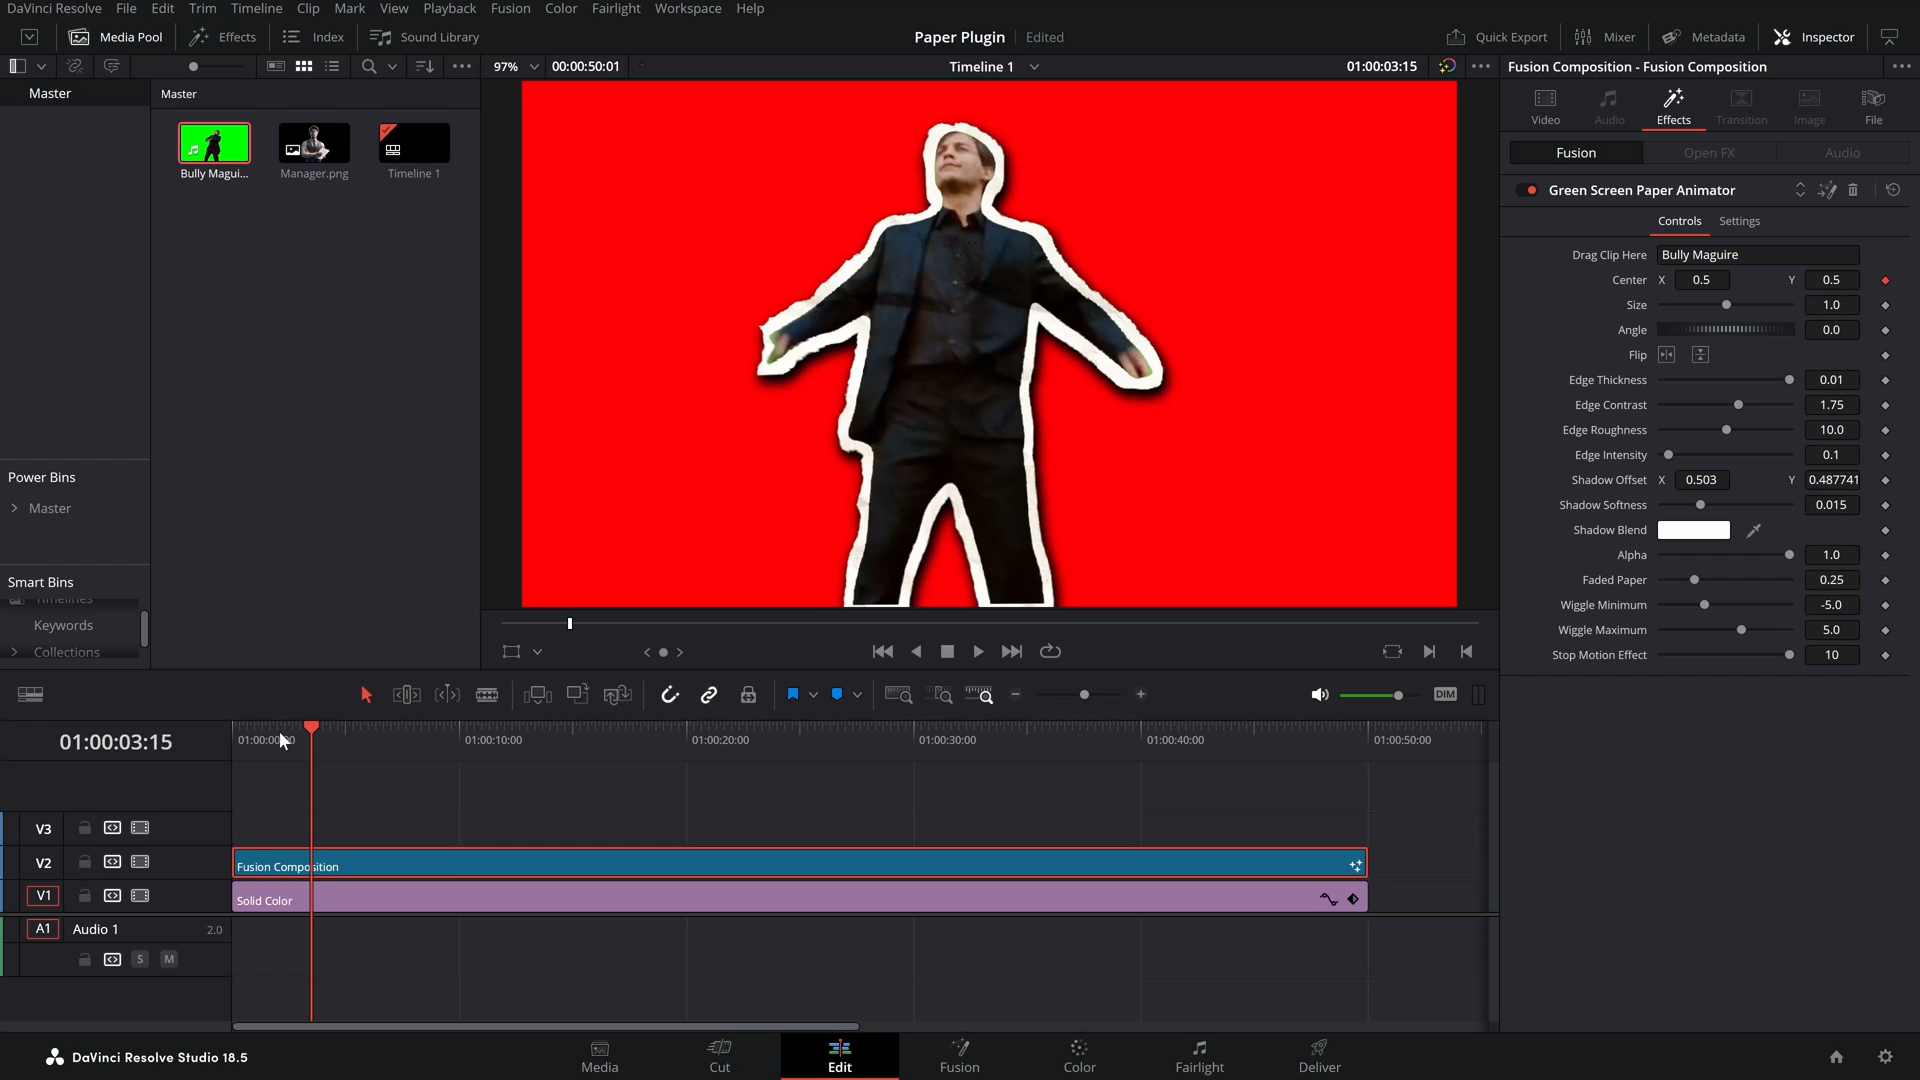 DaVinci Resolve File Edit Trim Timeline Clip Mark View Playback Fusion Color Fairlight Workspace Help
Media Pool Effects Index Sound Library Paper Plugin Edited Quick Export Mixer Metadata Inspector
97% 00:00:50:01 Timeline 1 01:00:03:15 Fusion Composition - Fusion Composition
Master Master
Video Audio Effects Transition Image File
Bully Magui... Manager.png Timeline 1
Fusion Open FX Audio
Green Screen Paper Animator
Controls Settings
Drag Clip Here Bully Maguire
Center X 0.5 Y 0.5
Size 1.0
Angle 0.0
Flip
Edge Thickness 0.01
Edge Contrast 1.75
Edge Roughness 10.0
Edge Intensity 0.1
Shadow Offset X 0.503 Y 0.487741
Shadow Softness 0.015
Shadow Blend
Alpha 1.0
Faded Paper 0.25
Wiggle Minimum -5.0
Wiggle Maximum 5.0
Stop Motion Effect 10
Power Bins
Master
Smart Bins
Timelines
Keywords
Collections
DIM
01:00:03:15 01:00:00:00 01:00:10:00 01:00:20:00 01:00:30:00 01:00:40:00 01:00:50:00
V3
V2 Fusion Composition
V1 Solid Color
A1 Audio 1 2.0
S M
DaVinci Resolve Studio 18.5 Media Cut Edit Fusion Color Fairlight Deliver